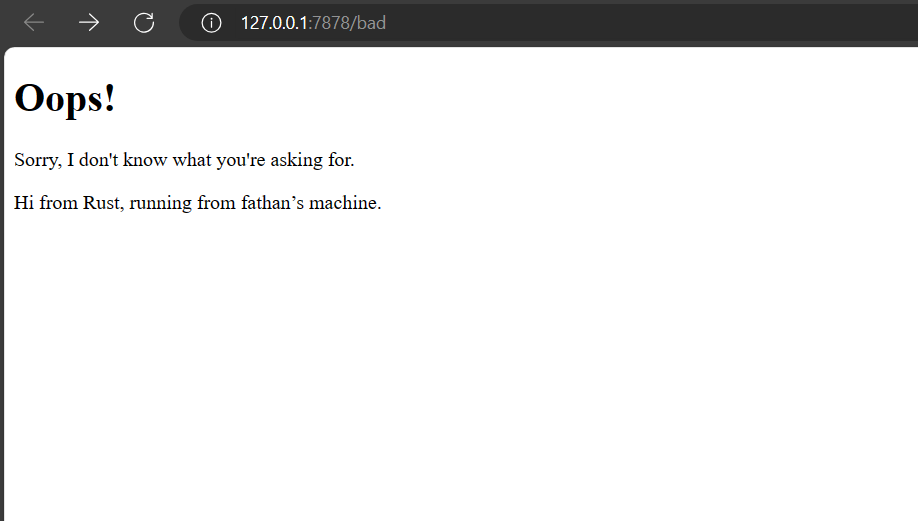 127.0.0.1:7878/bad
Oops!
Sorry, I don't know what you're asking for.
Hi from Rust, running from fathan’s machine.